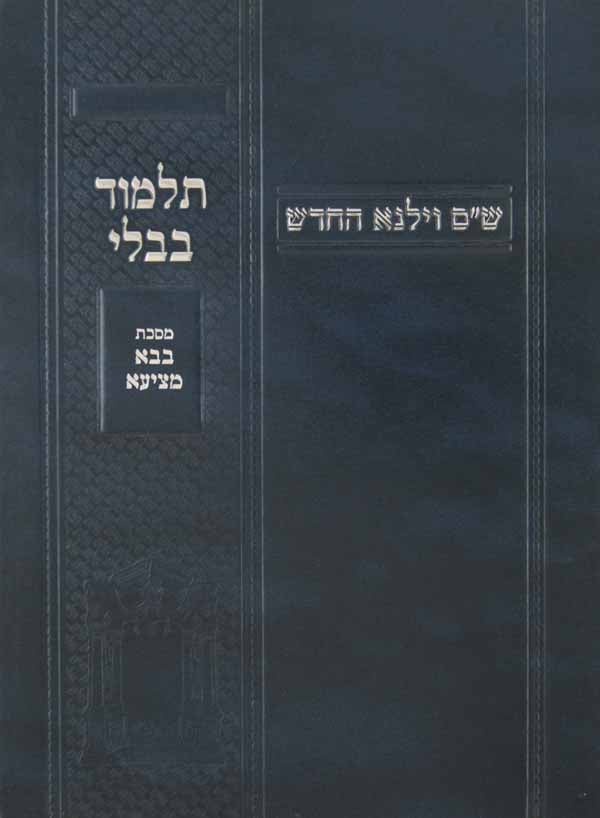 ש"ס וילנא החדש
תלמוד
בבלי
מסכת
בבא
מציעא